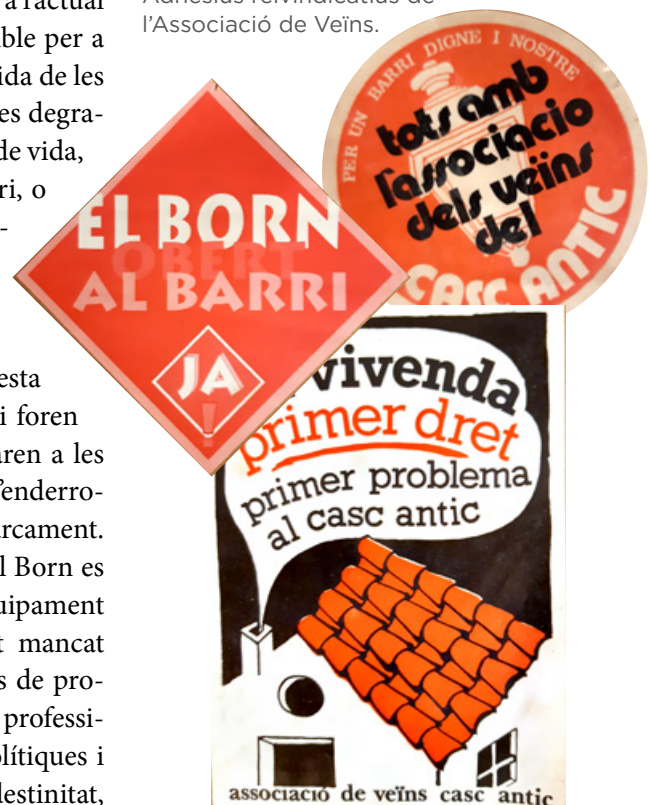 a l'actual
ble per a
ida de les
es degra-
de vida,
ri, o
-
esta
i foren
aren a les
'enderro-
arcament.
l Born es
uipament
t mancat
s de pro-
professi-
olítiques i
lestinitat,
Adhesius reivindicatius de
l'Associació de Veïns.
PER UN BARRI DIGNE I NOSTRE
tots amb
l'associacio
dels veïns
del
CASC ANTIC
EL BORN
OBERT
AL BARRI
JA
!
vivenda
primer dret
primer problema
al casc antic
associació de veïns casc antic